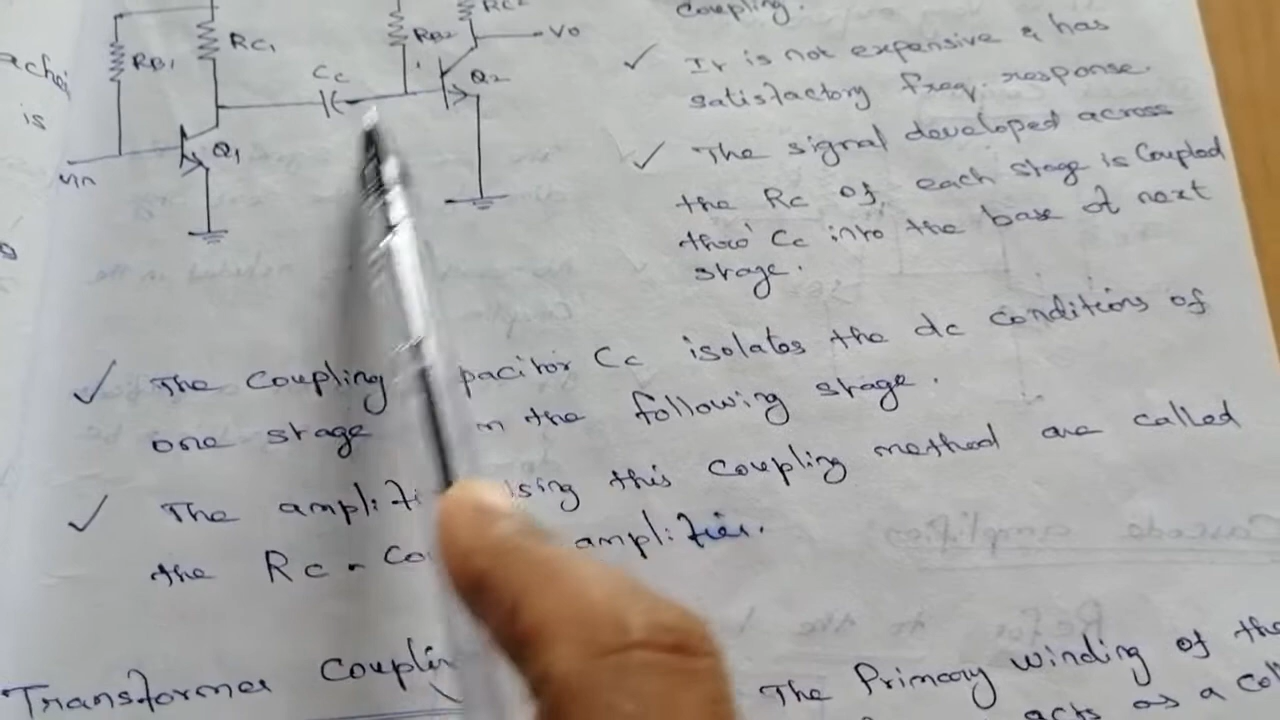 RC1
RB1
Cc
RB2
Vo
Q2
Q1
Vin
is
coupling.
✓ It is not expensive & has
satisfactory freq. response.
✓ The signal developed across
the Rc of each stage is Coupled
thro' Cc into the base of next
stage.
✓ The Coupling pacitor Cc isolates the dc conditions of
one stage m the following stage.
✓ The amplifi using this coupling method are called
the Rc - Co amplifier.
Transformer Couplin
The Primary winding of the
acts as a col